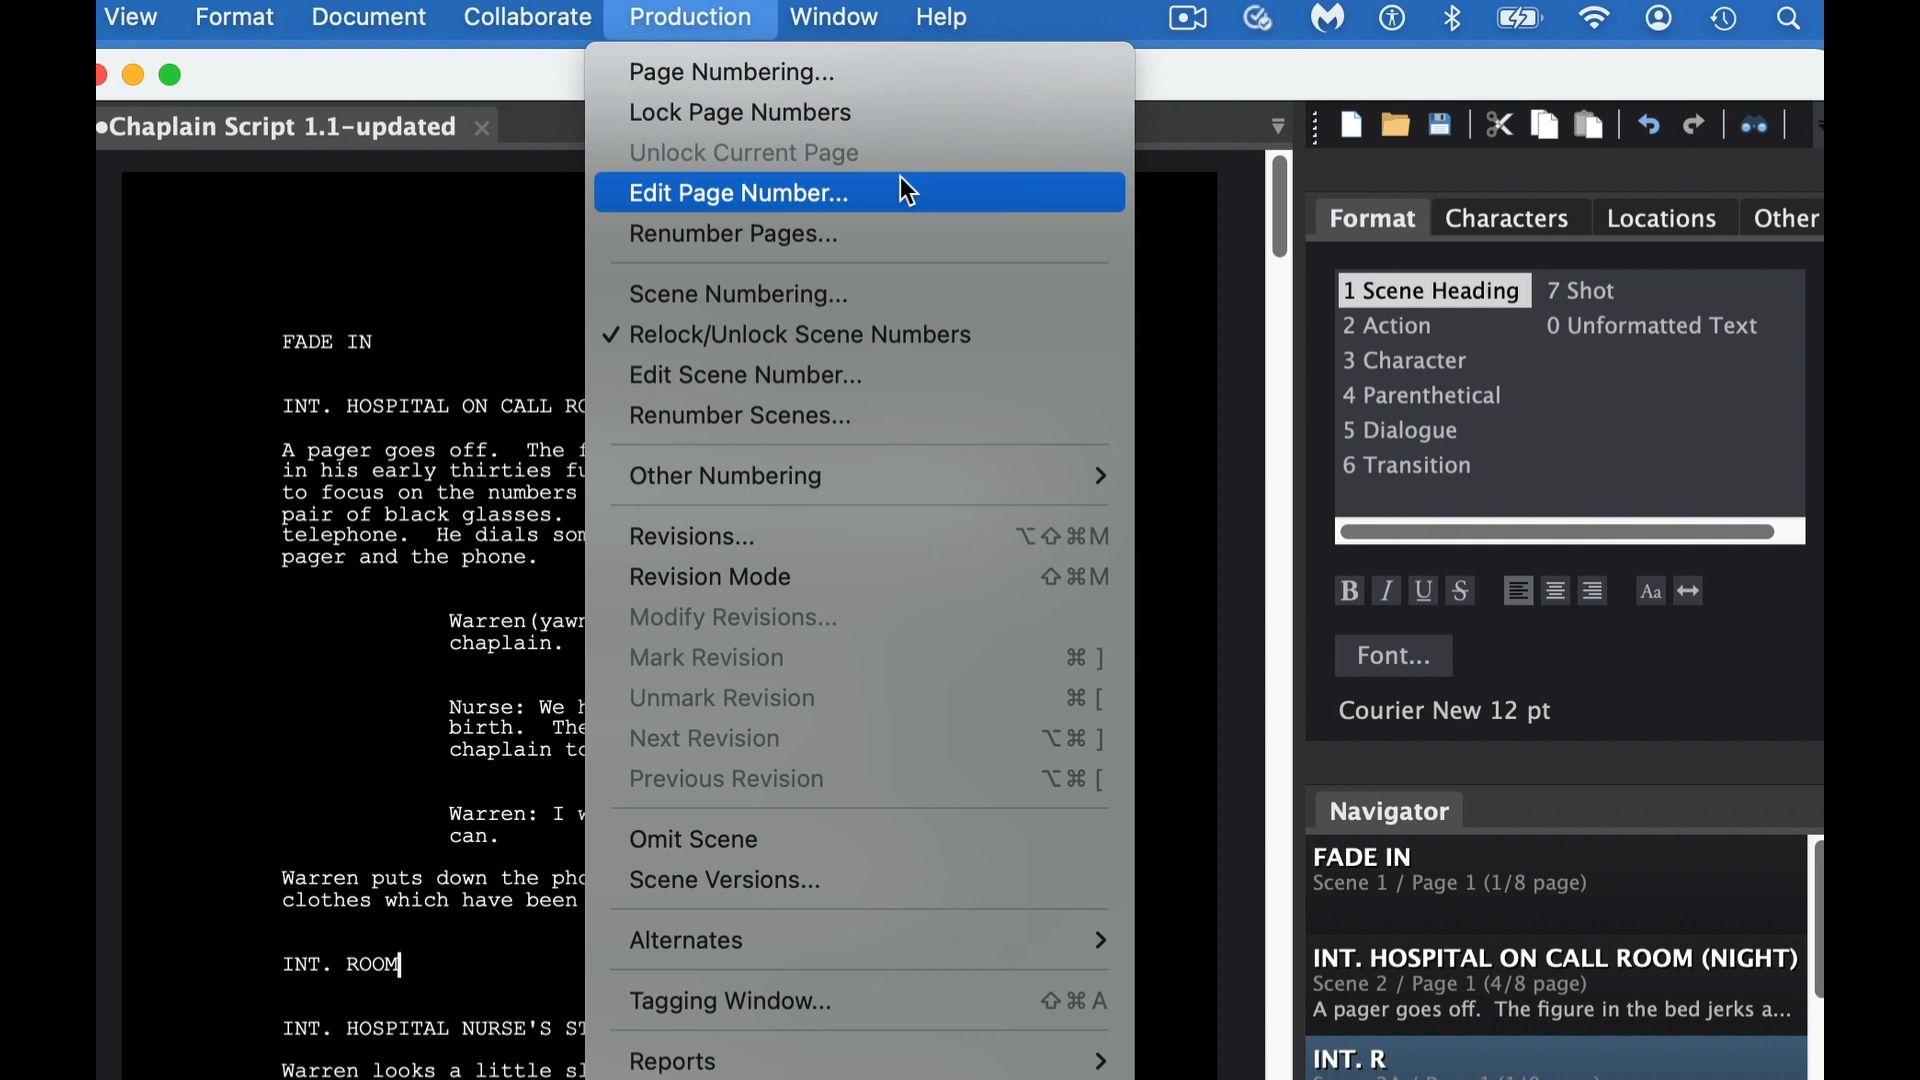 View Format Document Collaborate Production Window Help
Chaplain Script 1.1-updated
Page Numbering...
Lock Page Numbers
Unlock Current Page
Edit Page Number...
Renumber Pages...
Scene Numbering...
Relock/Unlock Scene Numbers
Edit Scene Number...
Renumber Scenes...
Other Numbering
Revisions... ⌥⇧⌘M
Revision Mode ⇧⌘M
Modify Revisions...
Mark Revision ⌘ ]
Unmark Revision ⌘ [
Next Revision ⌥⌘ ]
Previous Revision ⌥⌘ [
Omit Scene
Scene Versions...
Alternates
Tagging Window... ⇧⌘A
Reports
FADE IN
INT. HOSPITAL ON CALL
A pager goes off. The
in his early thirties
to focus on the numbers
pair of black glasses.
telephone. He dials
pager and the phone.
Warren(yawn
chaplain.
Nurse: We
birth. The
chaplain
Warren: I
can.
Warren puts down the
clothes which have been
INT. ROOM
INT. HOSPITAL NURSE'S
Warren looks a little
Format Characters Locations Other
1 Scene Heading 7 Shot
2 Action 0 Unformatted Text
3 Character
4 Parenthetical
5 Dialogue
6 Transition
B I U S Aa
Font...
Courier New 12 pt
Navigator
FADE IN
Scene 1 / Page 1 (1/8 page)
INT. HOSPITAL ON CALL ROOM (NIGHT)
Scene 2 / Page 1 (4/8 page)
A pager goes off. The figure in the bed jerks a...
INT. R